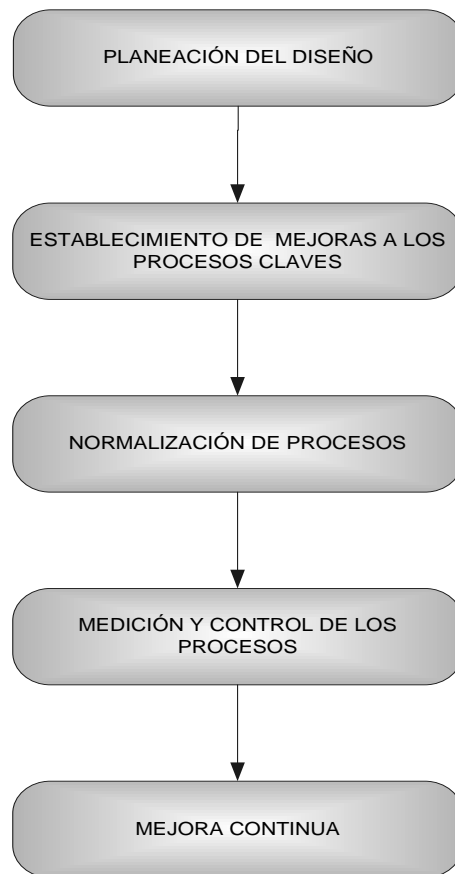 PLANEACIÓN DEL DISEÑO
ESTABLECIMIENTO DE MEJORAS A LOS
PROCESOS CLAVES
NORMALIZACIÓN DE PROCESOS
MEDICIÓN Y CONTROL DE LOS
PROCESOS
MEJORA CONTINUA